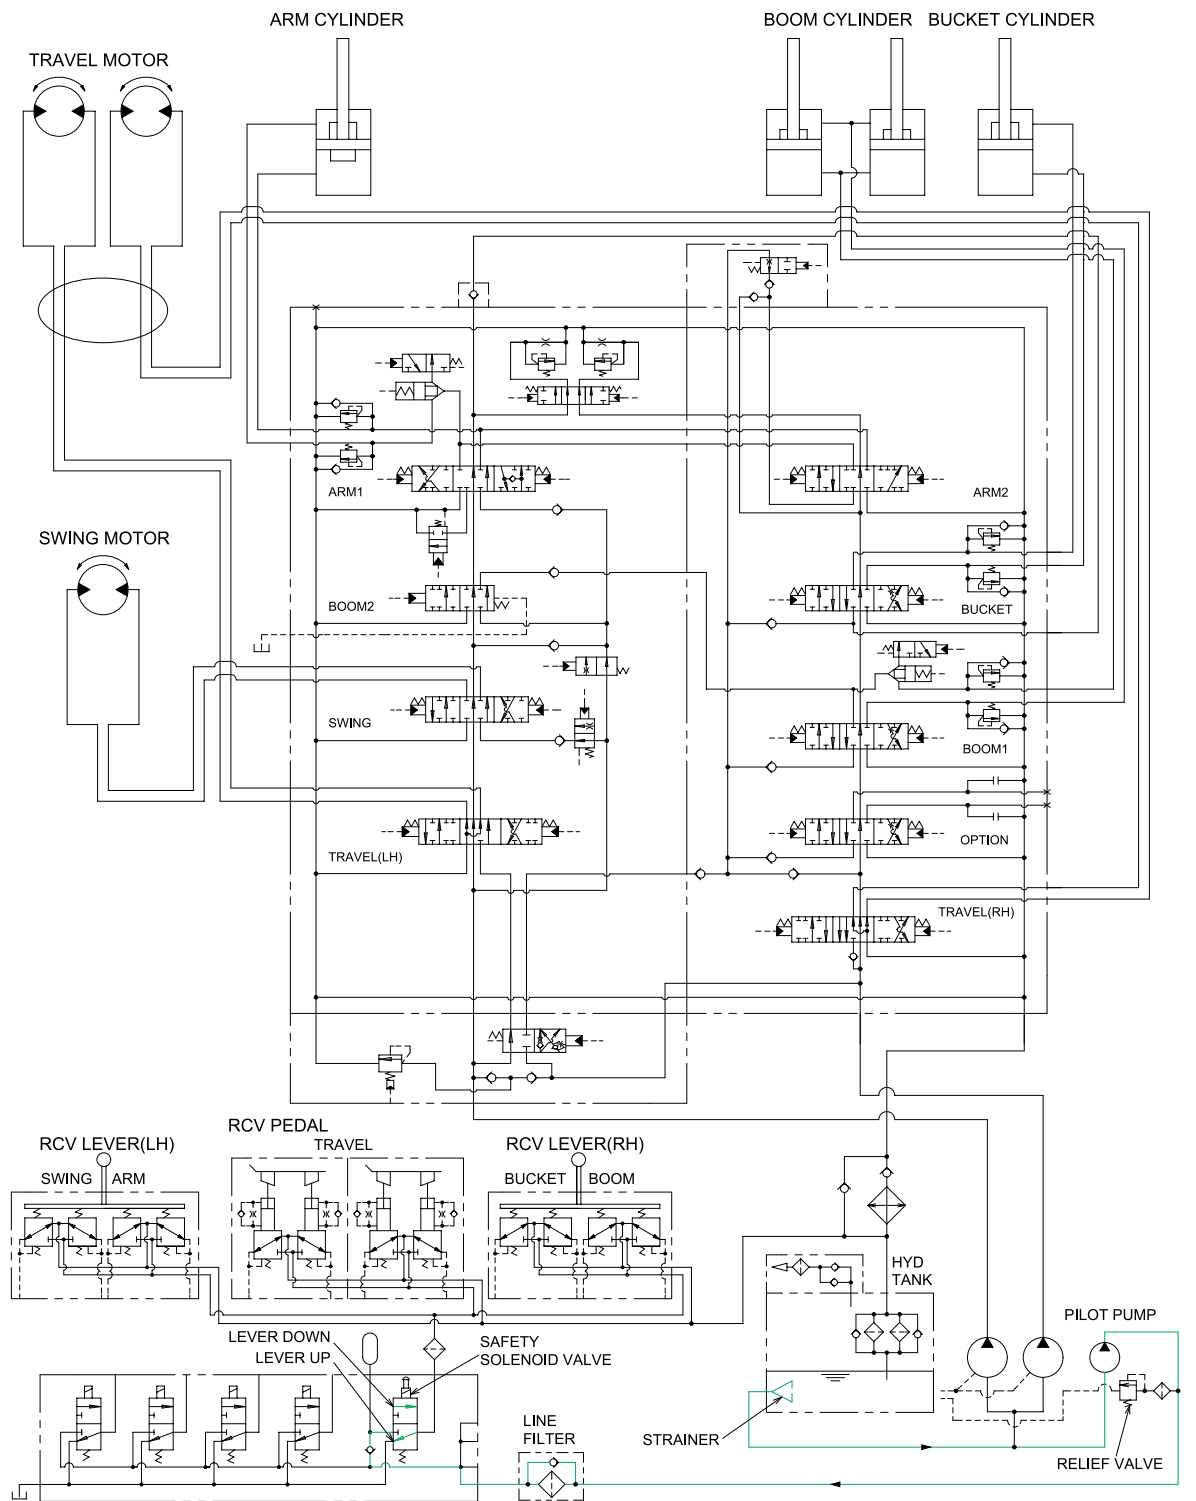 ARM CYLINDER
BOOM CYLINDER
BUCKET CYLINDER
TRAVEL MOTOR
ARM1
ARM2
SWING MOTOR
BOOM2
BUCKET
SWING
BOOM1
TRAVEL(LH)
OPTION
TRAVEL(RH)
RCV LEVER(LH)
SWING
ARM
RCV PEDAL
TRAVEL
RCV LEVER(RH)
BUCKET
BOOM
HYD
TANK
PILOT PUMP
LEVER DOWN
LEVER UP
SAFETY
SOLENOID VALVE
LINE
FILTER
STRAINER
RELIEF VALVE